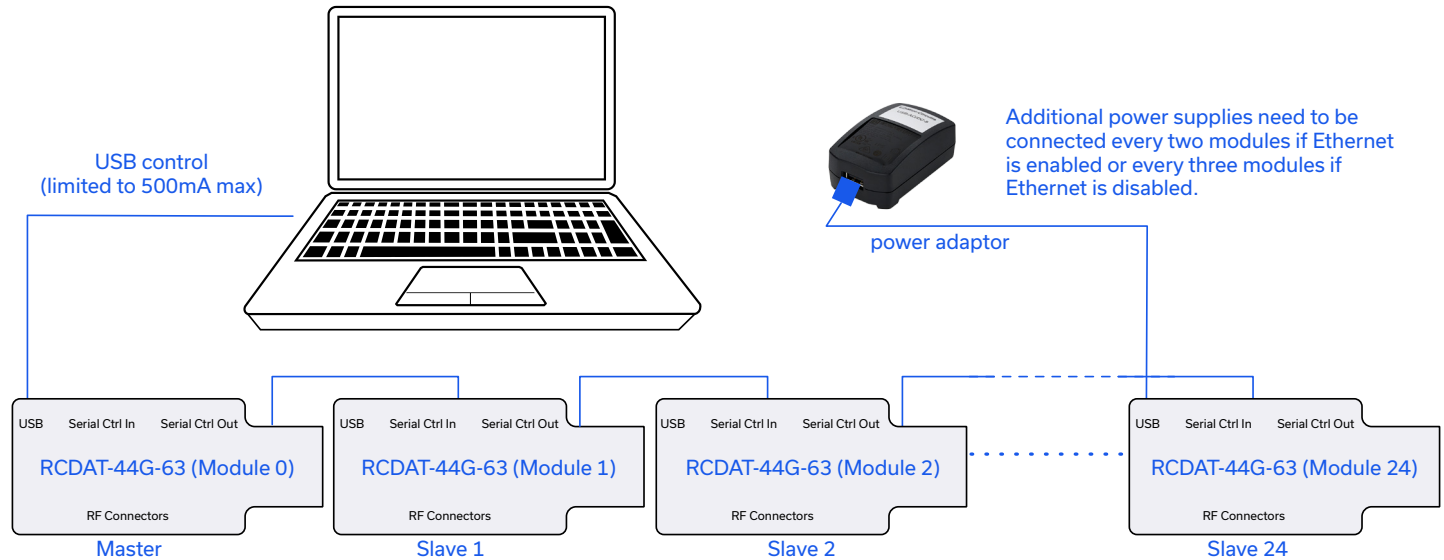 USB control
(limited to 500mA max)
Additional power supplies need to be
connected every two modules if Ethernet
is enabled or every three modules if
Ethernet is disabled.
power adaptor
USB Serial Ctrl In Serial Ctrl Out
RCDAT-44G-63 (Module 0)
RF Connectors
Master
USB Serial Ctrl In Serial Ctrl Out
RCDAT-44G-63 (Module 1)
RF Connectors
Slave 1
USB Serial Ctrl In Serial Ctrl Out
RCDAT-44G-63 (Module 2)
RF Connectors
Slave 2
USB Serial Ctrl In Serial Ctrl Out
RCDAT-44G-63 (Module 24)
RF Connectors
Slave 24